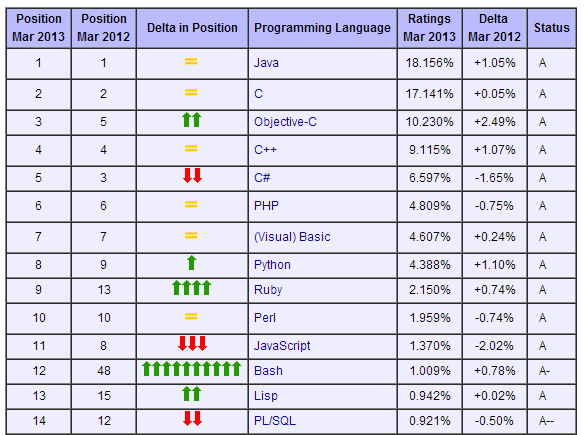 Position Mar 2013 Position Mar 2012 Delta in Position Programming Language Ratings Mar 2013 Delta Mar 2012 Status
1 1 = Java 18.156% +1.05% A
2 2 = C 17.141% +0.05% A
3 5 Objective-C 10.230% +2.49% A
4 4 = C++ 9.115% +1.07% A
5 3 C# 6.597% -1.65% A
6 6 = PHP 4.809% -0.75% A
7 7 = (Visual) Basic 4.607% +0.24% A
8 9 Python 4.388% +1.10% A
9 13 Ruby 2.150% +0.74% A
10 10 = Perl 1.959% -0.74% A
11 8 JavaScript 1.370% -2.02% A
12 48 Bash 1.009% +0.78% A-
13 15 Lisp 0.942% +0.02% A
14 12 PL/SQL 0.921% -0.50% A--